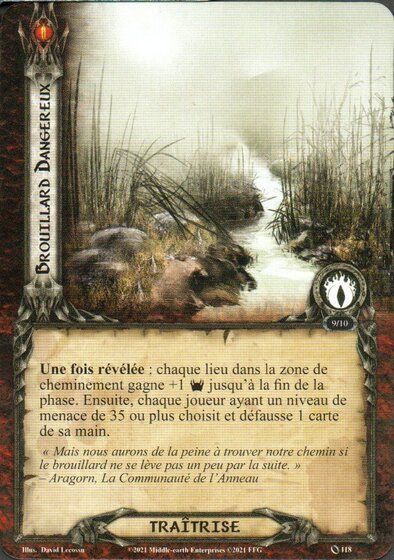 BROUILLARD DANGEREUX
9/10
Une fois révélée : chaque lieu dans la zone de
cheminement gagne +1 jusqu'à la fin de la
phase. Ensuite, chaque joueur ayant un niveau de
menace de 35 ou plus choisit et défausse 1 carte
de sa main.
« Mais nous aurons de la peine à trouver notre chemin si
le brouillard ne se lève pas un peu par la suite. »
– Aragorn, La Communauté de l'Anneau
TRAÎTRISE
Illus. David Lecossu
©2021 Middle-earth Enterprises ©2021 FFG
118